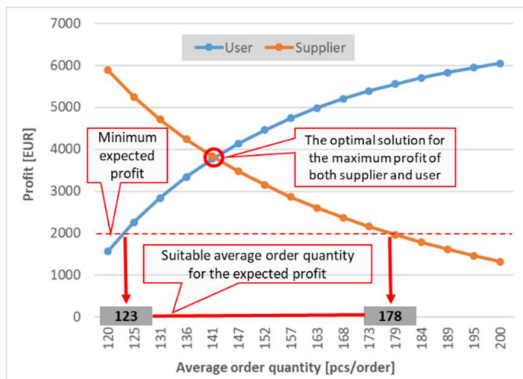 7000
6000
5000
4000
3000
2000
1000
0
Profit [EUR]
User
Supplier
Minimum
expected
profit
The optimal solution for
the maximum profit of
both supplier and user
Suitable average order quantity
for the expected profit
123
178
120
125
131
136
141
147
152
157
163
168
173
179
184
189
195
200
Average order quantity [pcs/order]